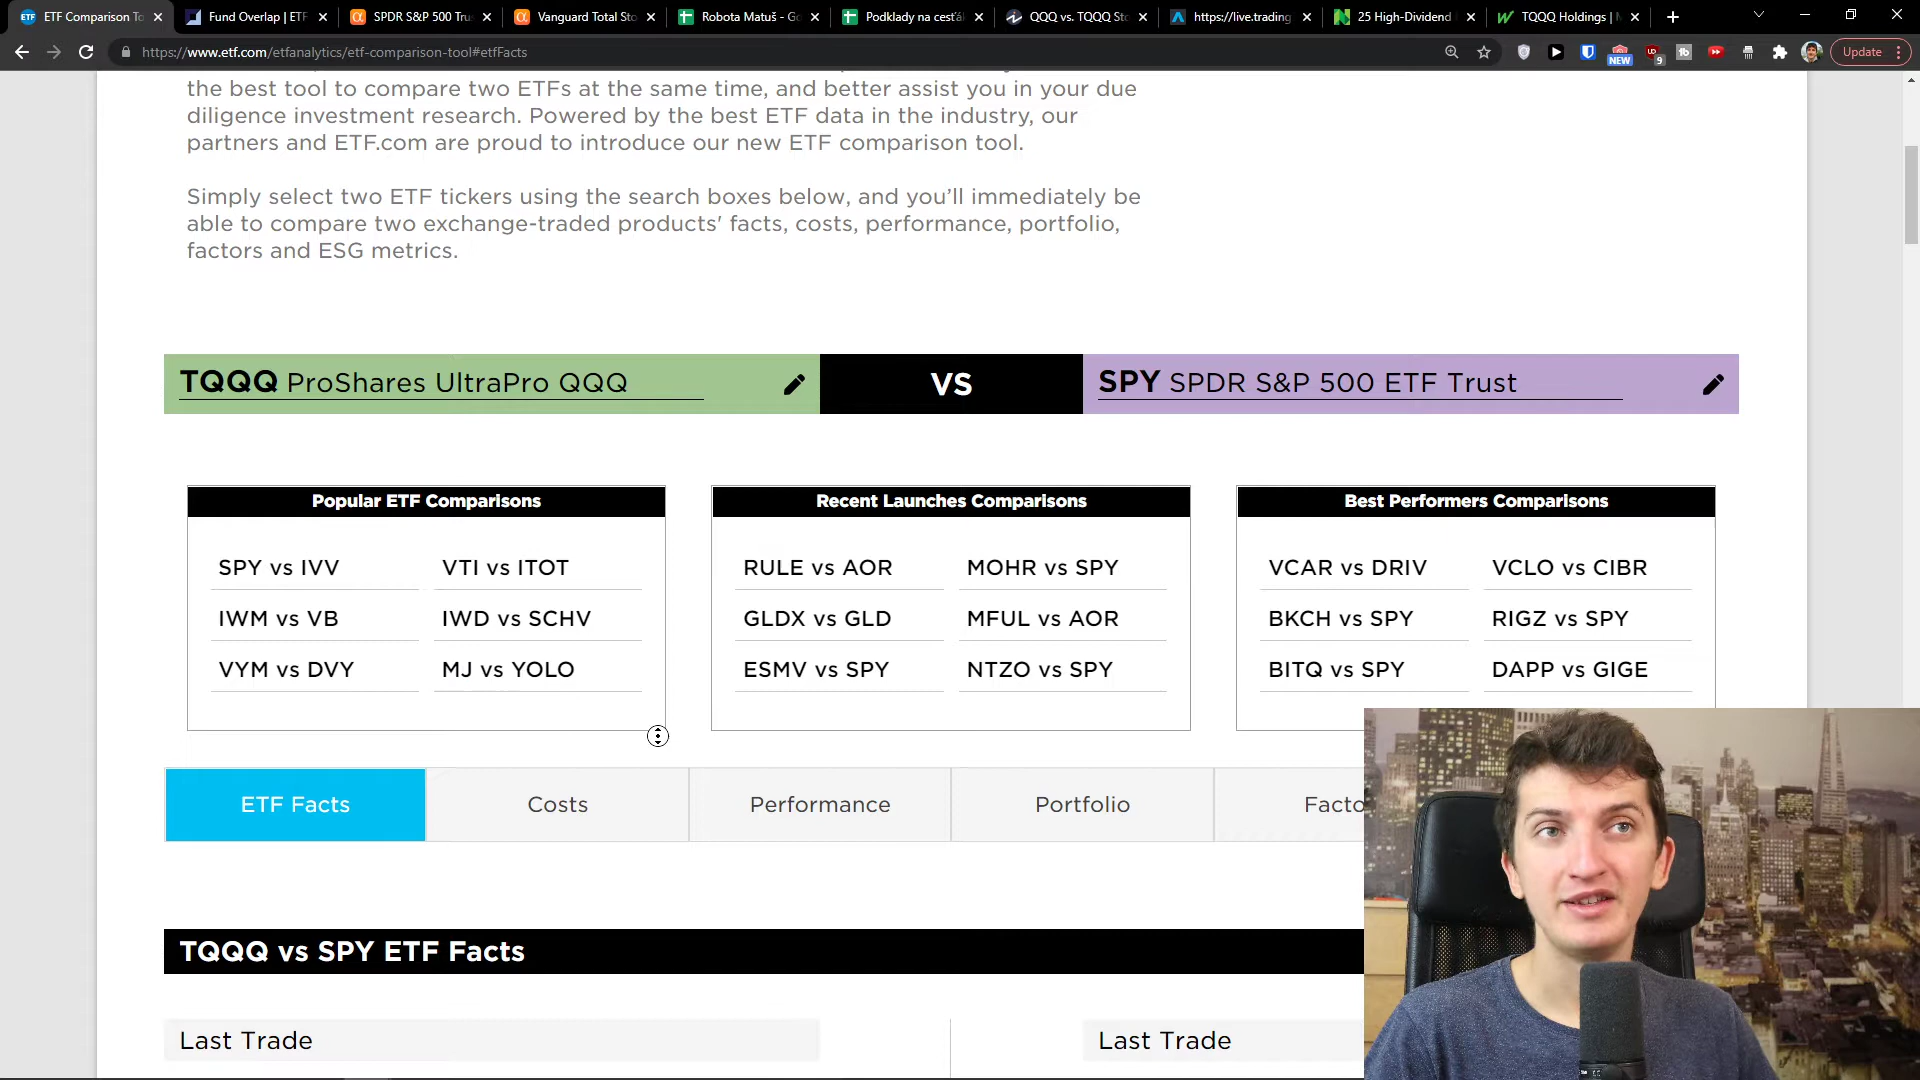 ETF Comparison To
Fund Overlap | ETF
SPDR S&P 500 Tru
Vanguard Total Sto
Robota Matuš - Go
Podklady na cesťá
QQQ vs. TQQQ Sto
https://live.trading
25 High-Dividend
TQQQ Holdings | M
https://www.etf.com/etfanalytics/etf-comparison-tool#etfFacts
9
NEW
Update
the best tool to compare two ETFs at the same time, and better assist you in your due
diligence investment research. Powered by the best ETF data in the industry, our
partners and ETF.com are proud to introduce our new ETF comparison tool.
Simply select two ETF tickers using the search boxes below, and you’ll immediately be
able to compare two exchange-traded products' facts, costs, performance, portfolio,
factors and ESG metrics.
TQQQ ProShares UltraPro QQQ
VS
SPY SPDR S&P 500 ETF Trust
Popular ETF Comparisons
SPY vs IVV
VTI vs ITOT
IWM vs VB
IWD vs SCHV
VYM vs DVY
MJ vs YOLO
Recent Launches Comparisons
RULE vs AOR
MOHR vs SPY
GLDX vs GLD
MFUL vs AOR
ESMV vs SPY
NTZO vs SPY
Best Performers Comparisons
VCAR vs DRIV
VCLO vs CIBR
BKCH vs SPY
RIGZ vs SPY
BITQ vs SPY
DAPP vs GIGE
ETF Facts
Costs
Performance
Portfolio
Facto
TQQQ vs SPY ETF Facts
Last Trade
Last Trade